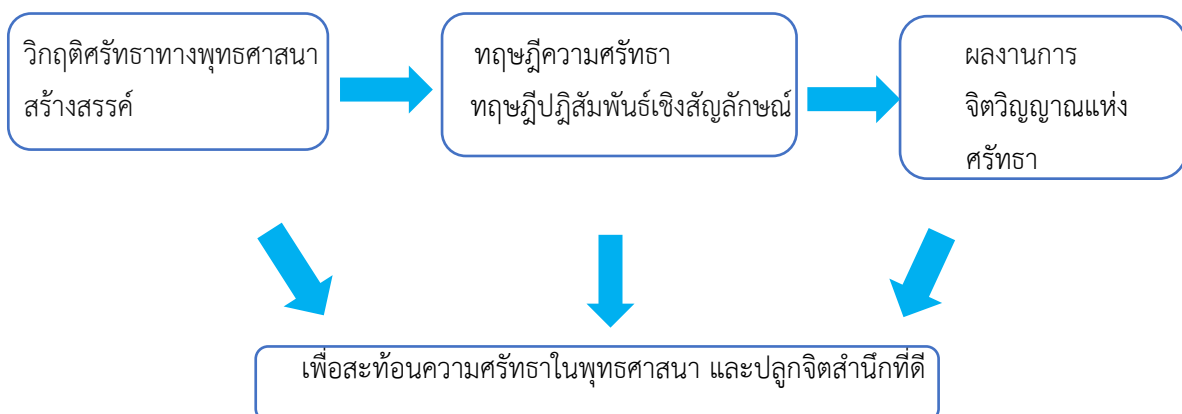 วิกฤติศรัทธาทางพุทธศาสนา
สร้างสรรค์
ทฤษฎีความศรัทธา
ทฤษฎีปฎิสัมพันธ์เชิงสัญลักษณ์
ผลงานการ
จิตวิญญาณแห่ง
ศรัทธา
เพื่อสะท้อนความศรัทธาในพุทธศาสนา และปลูกจิตสำนึกที่ดี